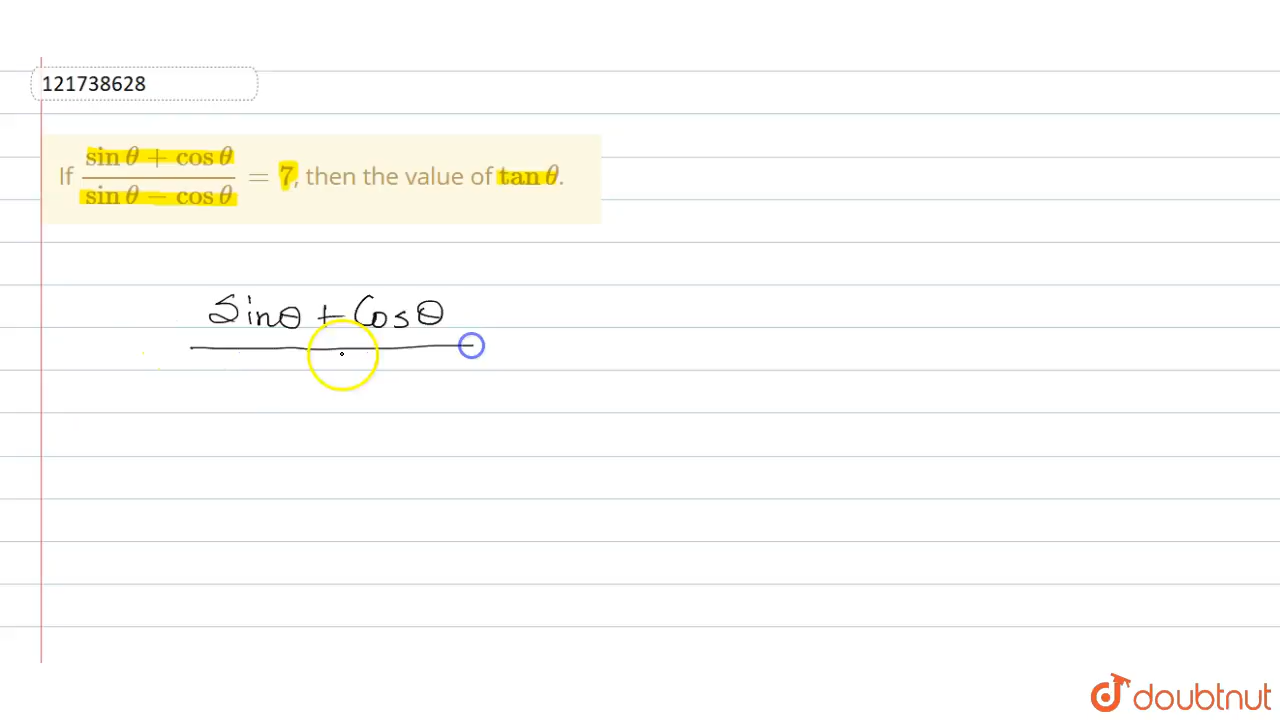 121738628
If \frac{\sin\theta + \cos\theta}{\sin\theta - \cos\theta} = 7, then the value of \tan\theta.
Sinθ + Cosθ
doubtnut